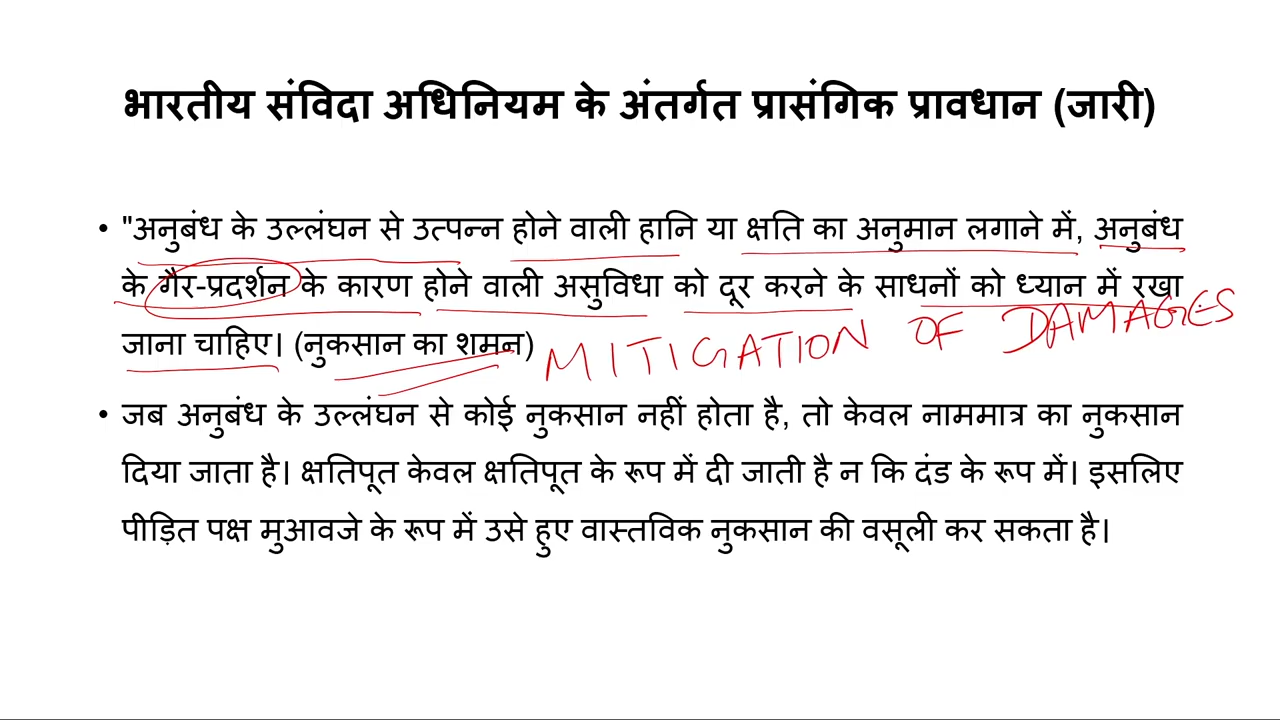 भारतीय संविदा अधिनियम के अंतर्गत प्रासंगिक प्रावधान (जारी)
• "अनुबंध के उल्लंघन से उत्पन्न होने वाली हानि या क्षति का अनुमान लगाने में, अनुबंध
के गैर-प्रदर्शन के कारण होने वाली असुविधा को दूर करने के साधनों को ध्यान में रखा
जाना चाहिए। (नुकसान का शमन) MITIGATION OF DAMAGES
• जब अनुबंध के उल्लंघन से कोई नुकसान नहीं होता है, तो केवल नाममात्र का नुकसान
दिया जाता है। क्षतिपूत केवल क्षतिपूत के रूप में दी जाती है न कि दंड के रूप में। इसलिए
पीड़ित पक्ष मुआवजे के रूप में उसे हुए वास्तविक नुकसान की वसूली कर सकता है।